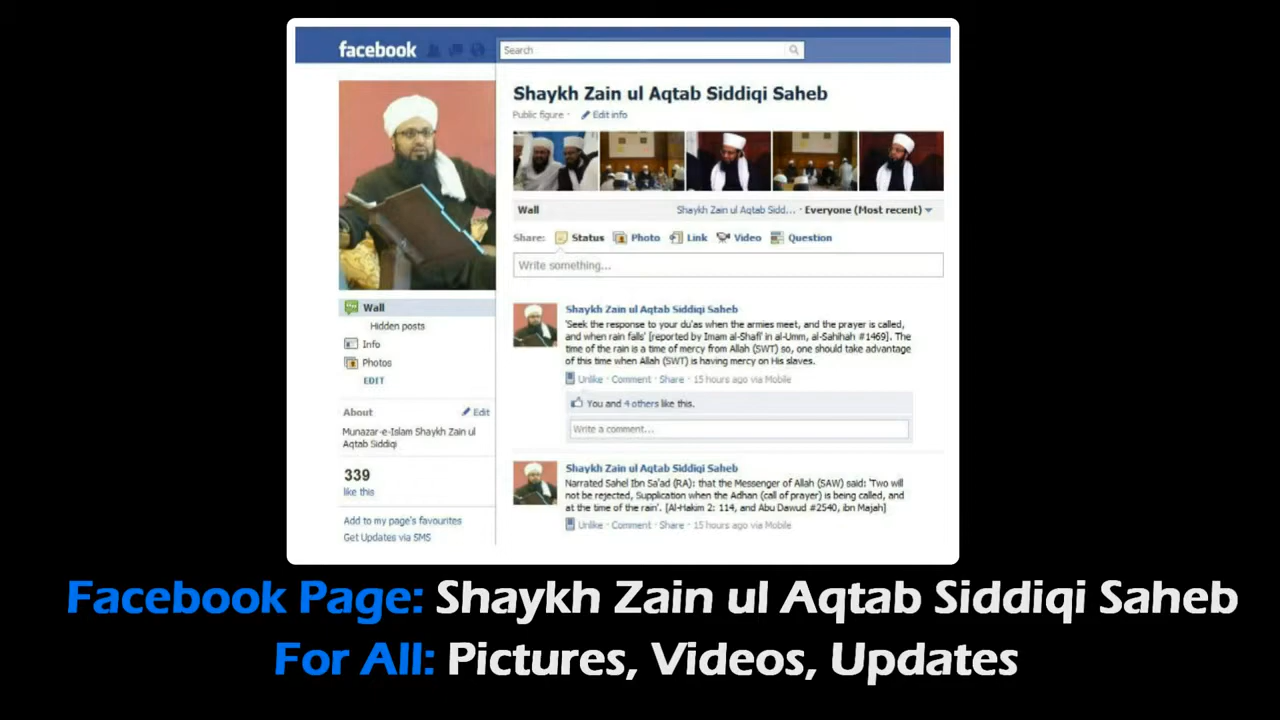 facebook
Search
Shaykh Zain ul Aqtab Siddiqi Saheb
Public figure · Edit info
Wall
Shaykh Zain ul Aqtab Sidd... · Everyone (Most recent)
Share: Status Photo Link Video Question
Write something...
Wall
Hidden posts
Info
Photos
EDIT
About Edit
Munazar-e-Islam Shaykh Zain ul
Aqtab Siddiqi
339
like this
Add to my page's favourites
Get Updates via SMS
Shaykh Zain ul Aqtab Siddiqi Saheb
'Seek the response to your du'as when the armies meet, and the prayer is called,
and when rain falls' [reported by Imam al-Shafi' in al-Umm, al-Sahihah #1469]. The
time of the rain is a time of mercy from Allah (SWT) so, one should take advantage
of this time when Allah (SWT) is having mercy on His slaves.
Unlike · Comment · Share · 15 hours ago via Mobile
You and 4 others like this.
Write a comment...
Shaykh Zain ul Aqtab Siddiqi Saheb
Narrated Sahel Ibn Sa'ad (RA): that the Messenger of Allah (SAW) said: 'Two will
not be rejected, Supplication when the Adhan (call of prayer) is being called, and
at the time of the rain'. [Al-Hakim 2: 114, and Abu Dawud #2540, ibn Majah]
Unlike · Comment · Share · 15 hours ago via Mobile
Facebook Page: Shaykh Zain ul Aqtab Siddiqi Saheb
For All: Pictures, Videos, Updates